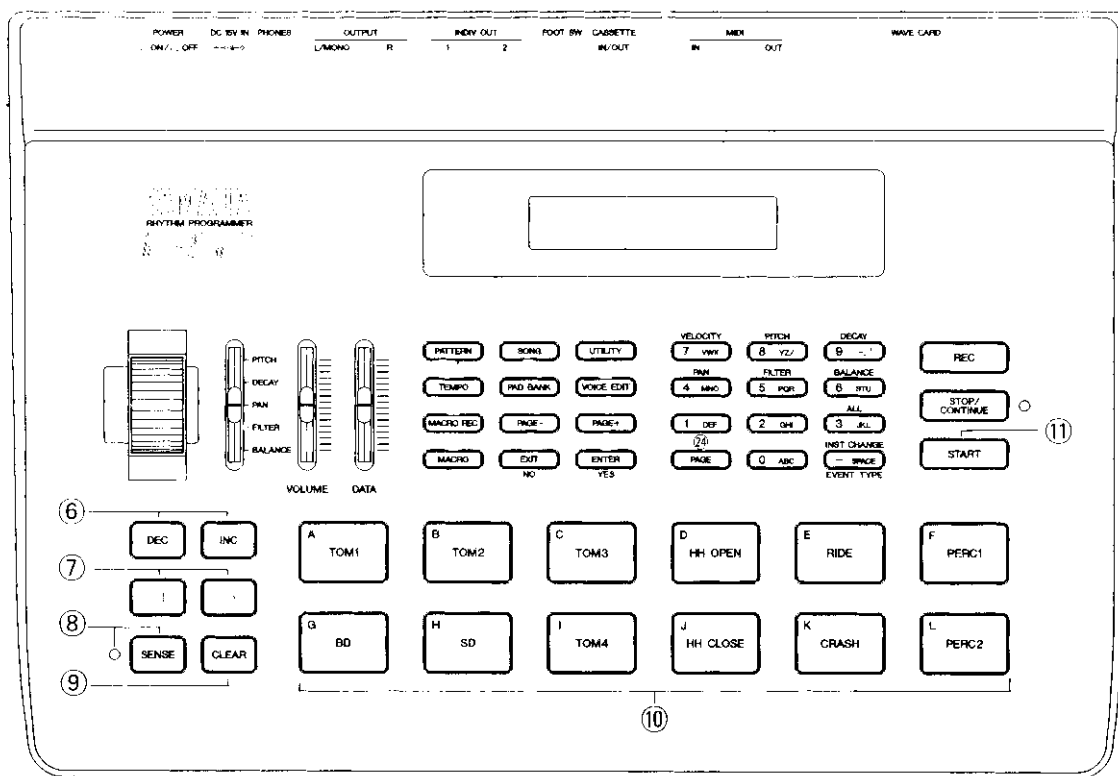 POWER DC 15V IN PHONES OUTPUT INDIV OUT FOOT SW CASSETTE MIDI WAVE CARD
ON/ OFF L/MONO R 1 2 IN/OUT IN OUT
YAMAHA
RHYTHM PROGRAMMER
VELOCITY PITCH DECAY
PATTERN SONG UTILITY 7 VWX 8 YZ/ 9 -.' REC
PITCH
DECAY
PAN
FILTER
BALANCE
PAN FILTER BALANCE
TEMPO PAD BANK VOICE EDIT 4 MNO 5 PQR 6 STU STOP/
CONTINUE
ALL
MACRO REC PAGE- PAGE+ 1 DEF 2 GHI 3 JKL
㉔ INST CHANGE ⑪
MACRO EXIT ENTER PAGE 0 ABC - SPACE START
NO YES EVENT TYPE
VOLUME DATA
⑥
DEC INC A TOM1 B TOM2 C TOM3 D HH OPEN E RIDE F PERC1
⑦
⑧
SENSE CLEAR G BD H SD I TOM4 J HH CLOSE K CRASH L PERC2
⑨
⑩